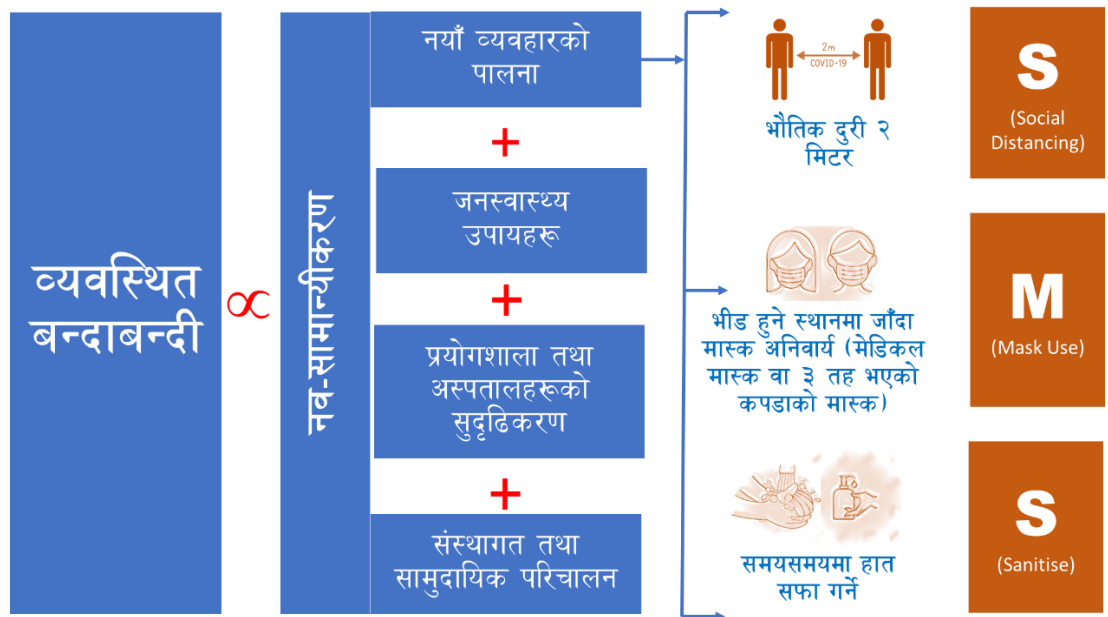 व्यवस्थित
बन्दाबन्दी
∝
नव-सामान्यीकरण
नयाँ व्यवहारको
पालना
+
जनस्वास्थ्य
उपायहरू
+
प्रयोगशाला तथा
अस्पतालहरूको
सुदृढिकरण
+
संस्थागत तथा
सामुदायिक परिचालन
2m
COVID-19
भौतिक दुरी २
मिटर
S
(Social
Distancing)
भीड हुने स्थानमा जाँदा
मास्क अनिवार्य (मेडिकल
मास्क वा ३ तह भएको
कपडाको मास्क)
M
(Mask Use)
समयसमयमा हात
सफा गर्ने
S
(Sanitise)